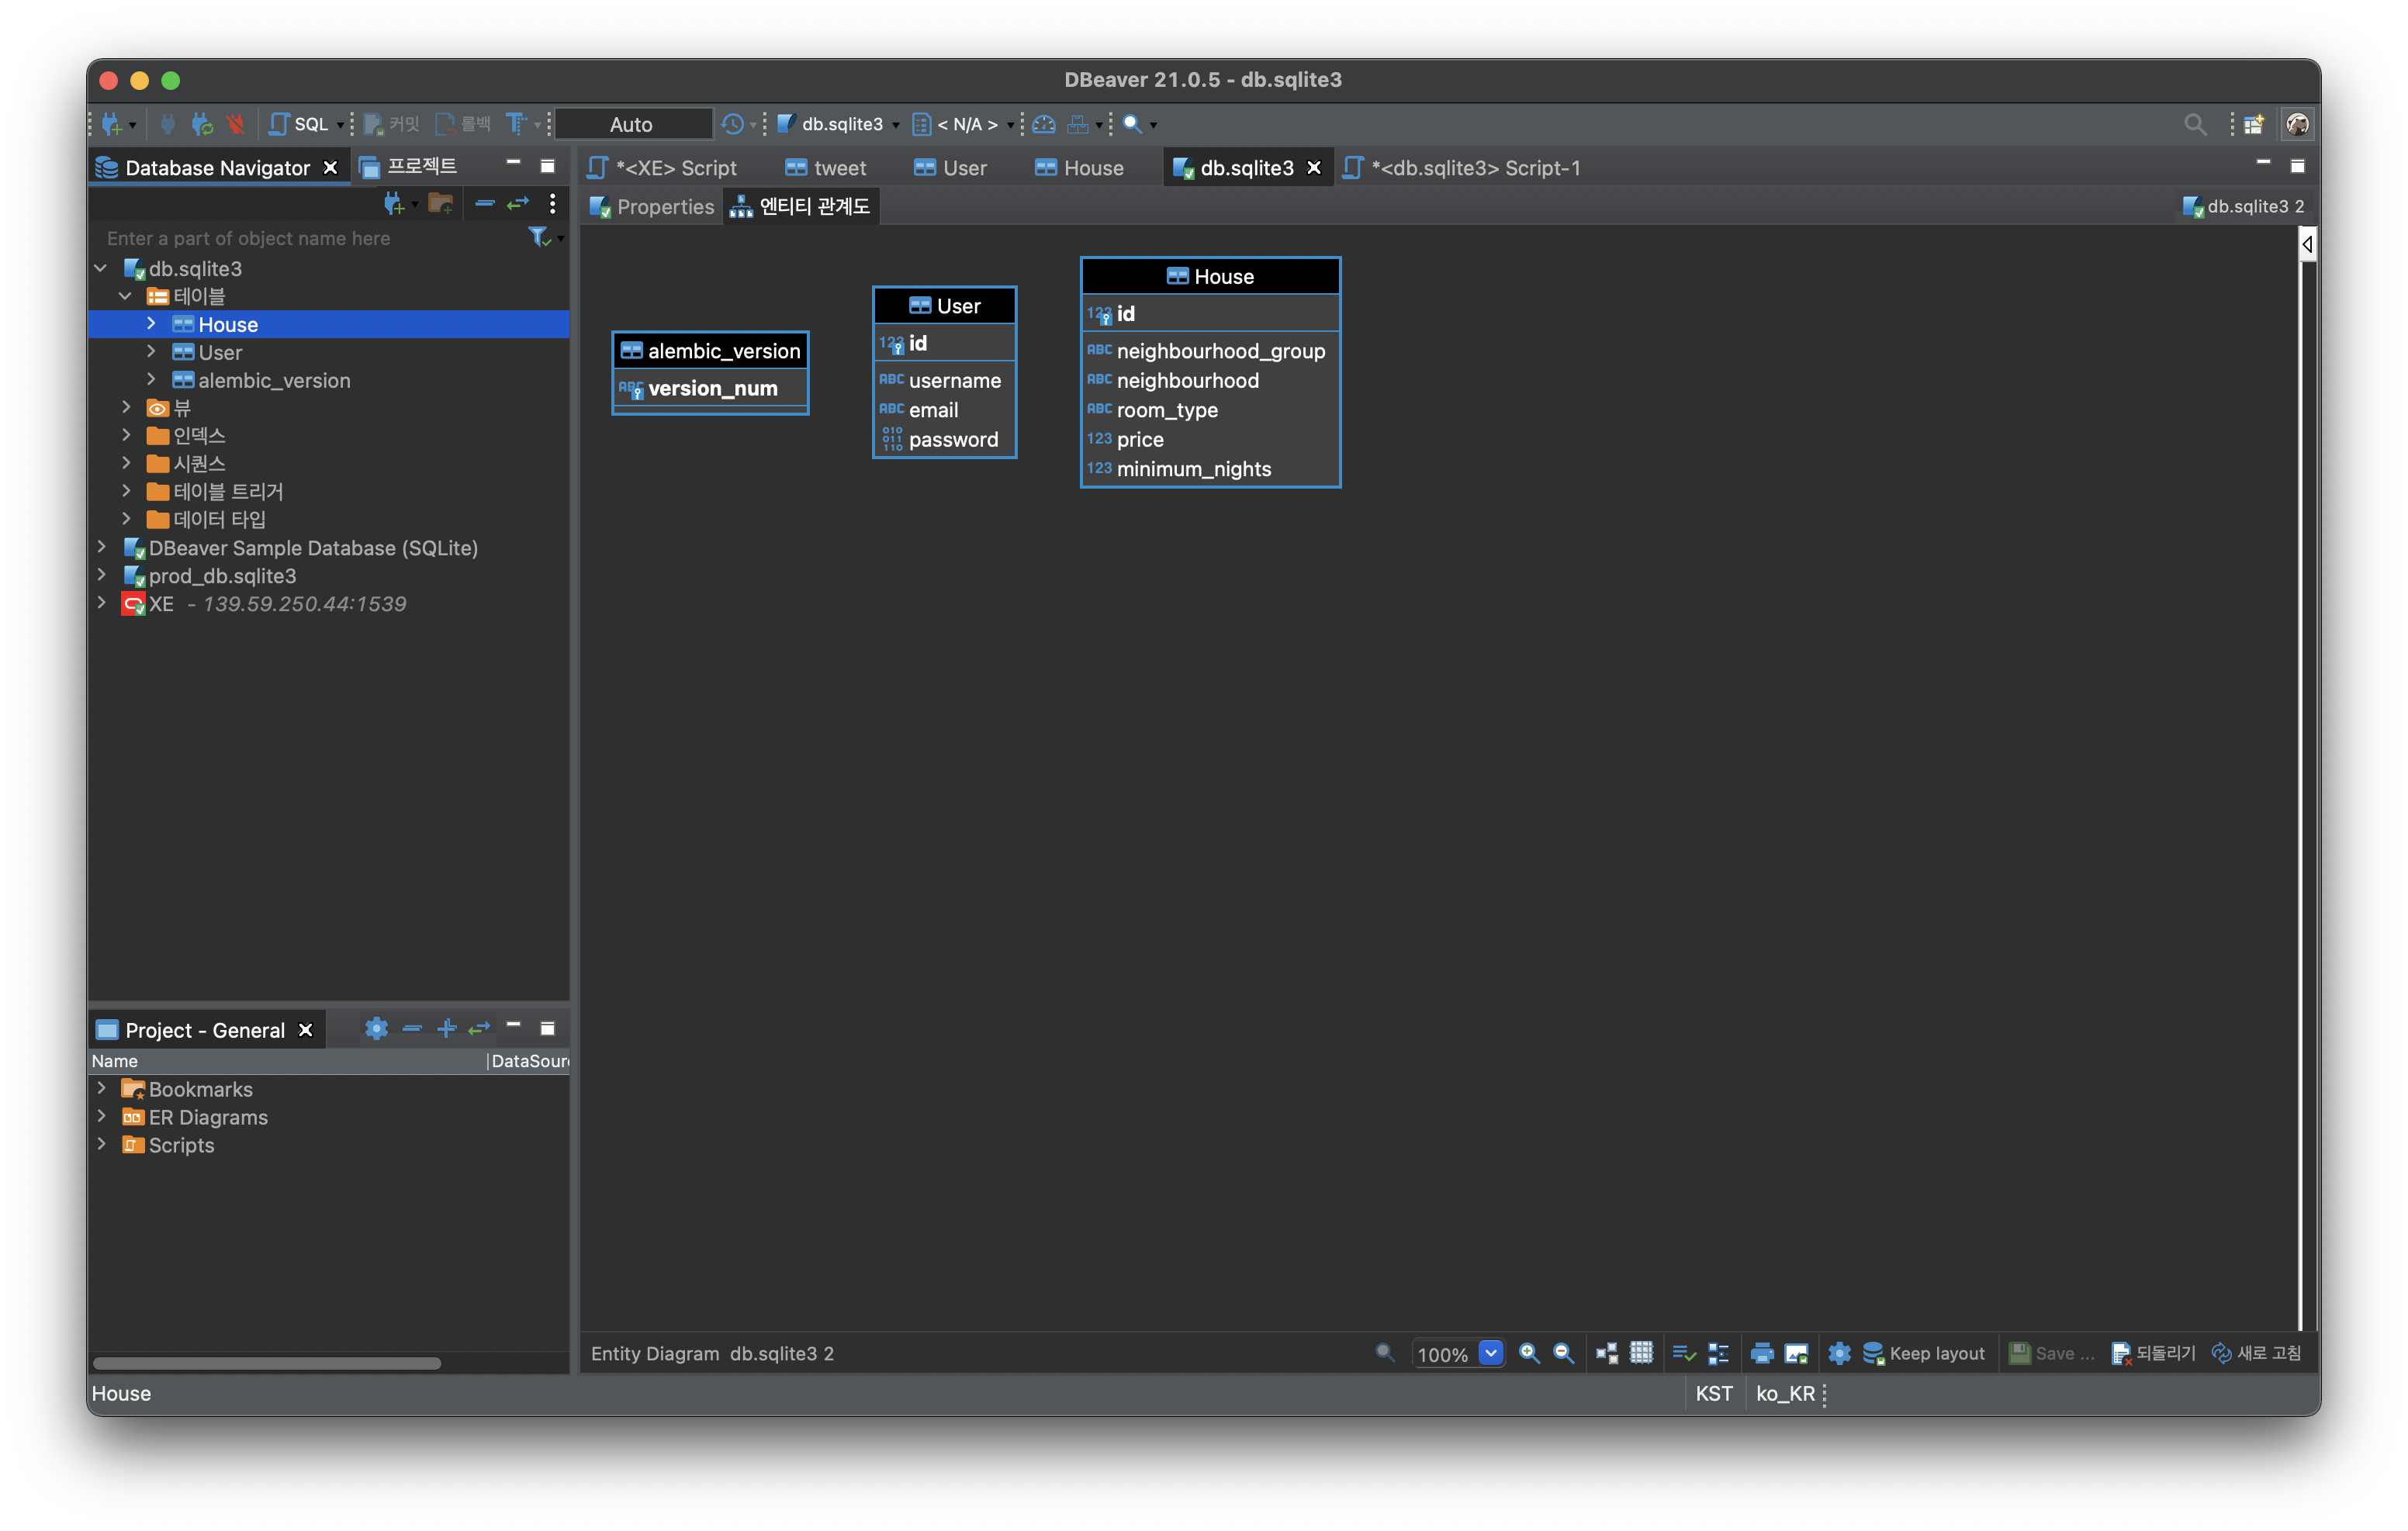 DBeaver 21.0.5 - db.sqlite3
SQL 커밋 롤백 Auto db.sqlite3 < N/A >
Database Navigator 프로젝트
*<XE> Script tweet User House db.sqlite3 *<db.sqlite3> Script-1
Properties 엔티티 관계도 db.sqlite3 2
Enter a part of object name here
db.sqlite3
테이블
House
User
alembic_version
뷰
인덱스
시퀀스
테이블 트리거
데이터 타입
DBeaver Sample Database (SQLite)
prod_db.sqlite3
XE - 139.59.250.44:1539
alembic_version
version_num
User
id
username
email
password
House
id
neighbourhood_group
neighbourhood
room_type
price
minimum_nights
Project - General
Name DataSour
Bookmarks
ER Diagrams
Scripts
Entity Diagram db.sqlite3 2 100% Keep layout Save ... 되돌리기 새로 고침
House KST ko_KR